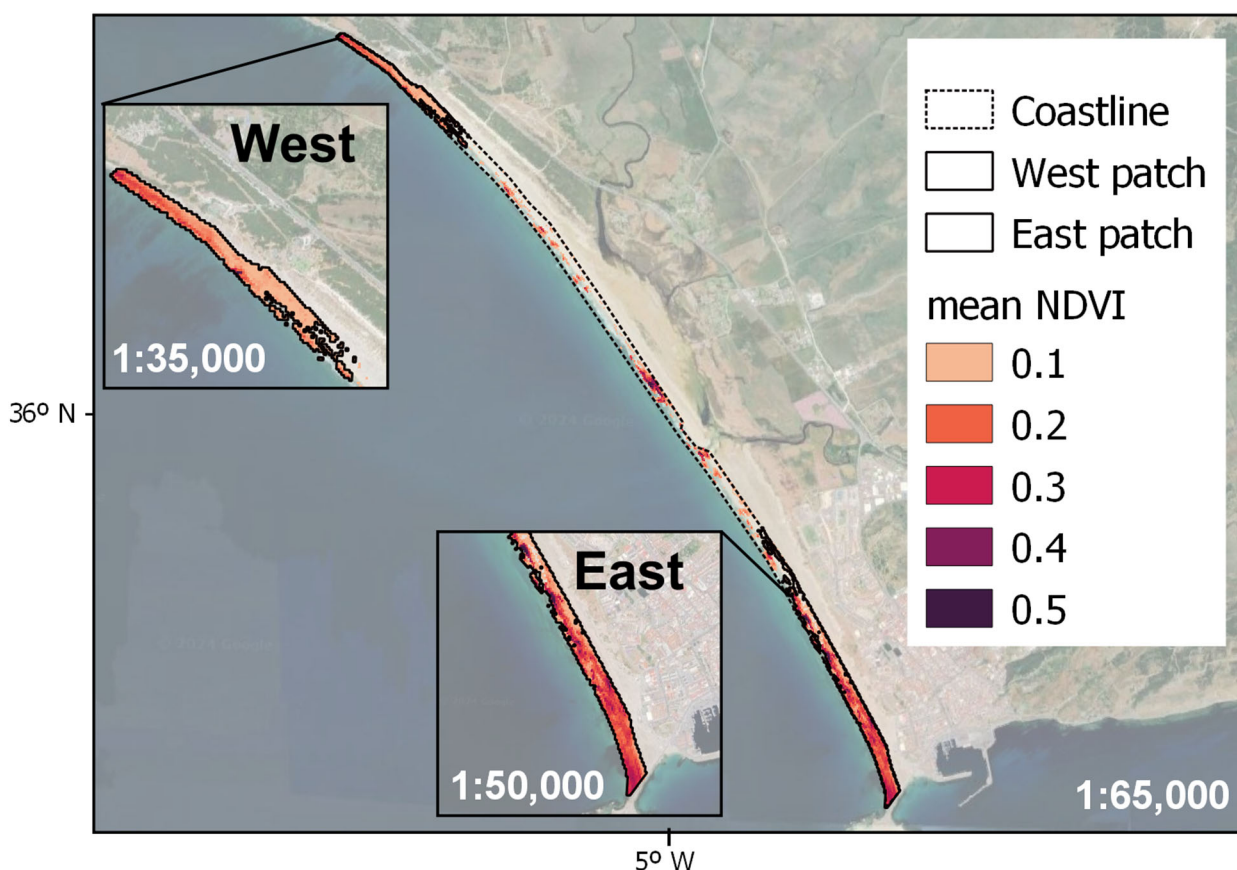 West
1:35,000
36º N
East
1:50,000
1:65,000
5º W
Coastline
West patch
East patch
mean NDVI
0.1
0.2
0.3
0.4
0.5